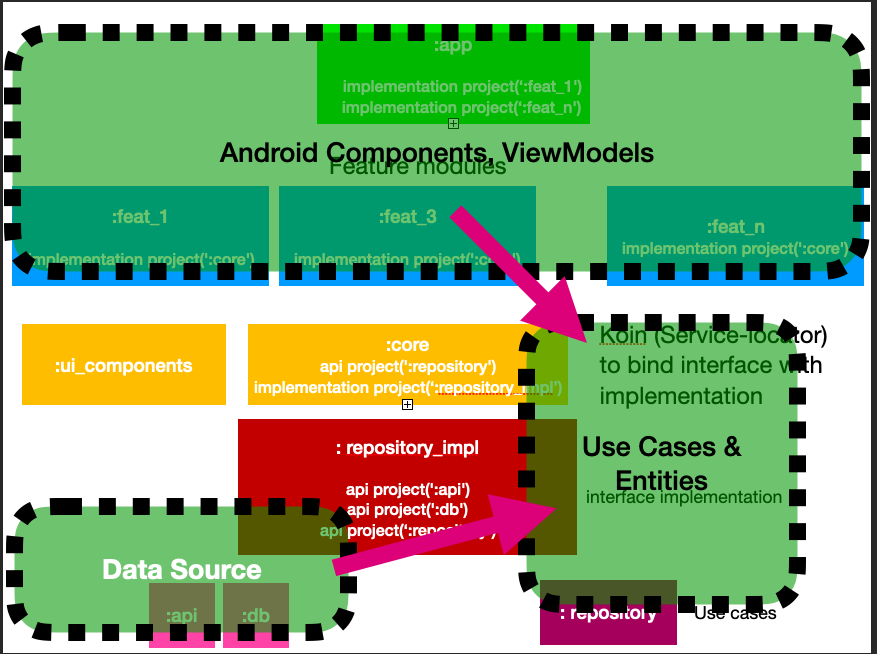 :app
implementation project(':feat_1')
implementation project(':feat_n')
Android Components, ViewModels
Feature modules
:feat_1
implementation project(':core')
:feat_3
implementation project(':core')
:feat_n
implementation project(':core')
:ui_components
:core
api project(':repository')
implementation project(':repository_impl')
Koin (Service-locator)
to bind interface with
implementation
: repository_impl
api project(':api')
api project(':db')
api project(':repository')
Use Cases &
Entities
interface implementation
Data Source
:api
:db
: repository
Use cases